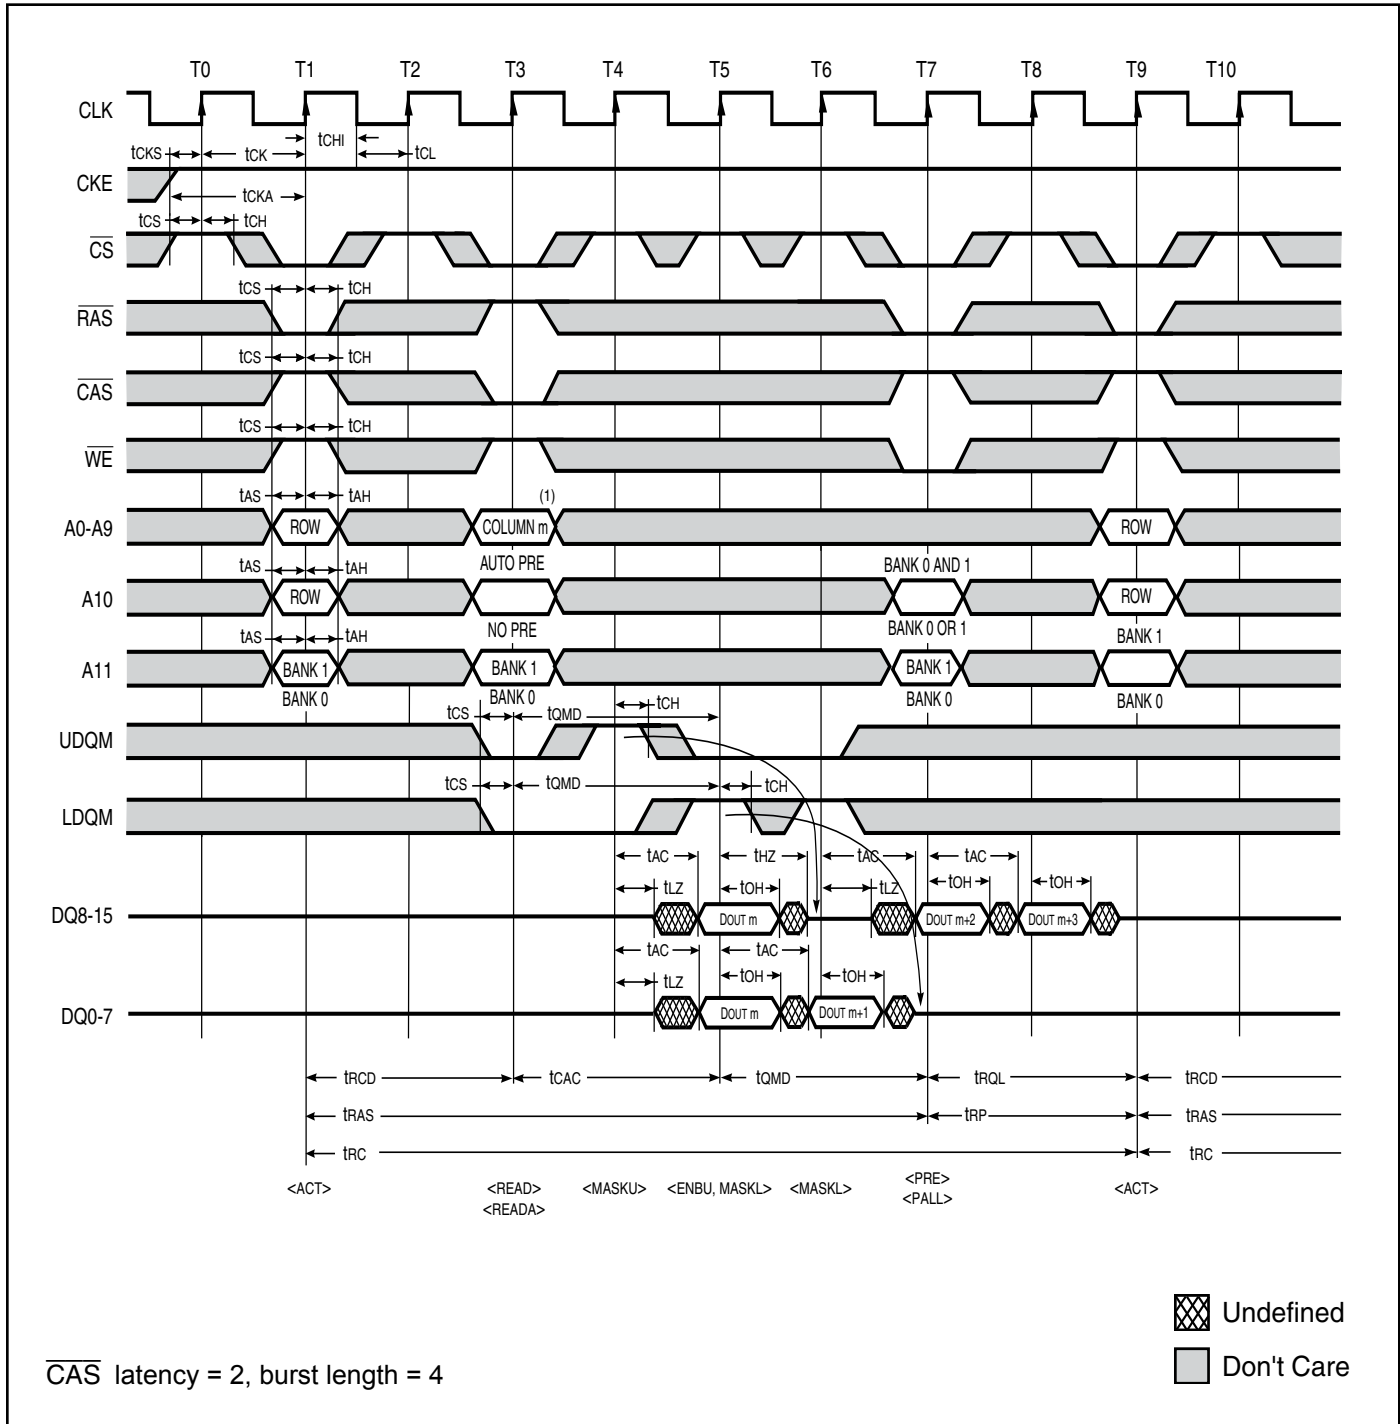 T0 T1 T2 T3 T4 T5 T6 T7 T8 T9 T10
CLK
tCHI
tCKS tCK tCL
CKE
tCKA
tCS tCH
CS
tCS tCH
RAS
tCS tCH
CAS
tCS tCH
WE
tAS tAH (1)
A0-A9 ROW COLUMN m ROW
tAS tAH AUTO PRE BANK 0 AND 1
A10 ROW ROW
tAS tAH NO PRE BANK 0 OR 1 BANK 1
A11 BANK 1 BANK 1 BANK 1
BANK 0 BANK 0 BANK 0 BANK 0
tCS tQMD tCH
UDQM
tCS tQMD tCH
LDQM
tAC tHZ tAC tAC
tLZ tOH tLZ tOH tOH
DQ8-15 DOUT m DOUT m+2 DOUT m+3
tAC tAC
tLZ tOH tOH
DQ0-7 DOUT m DOUT m+1
tRCD tCAC tQMD tRQL tRCD
tRAS tRP tRAS
tRC tRC
<ACT> <READ> <MASKU> <ENBU, MASKL> <MASKL> <PRE> <ACT>
<READA> <PALL>
Undefined
Don't Care
CAS latency = 2, burst length = 4